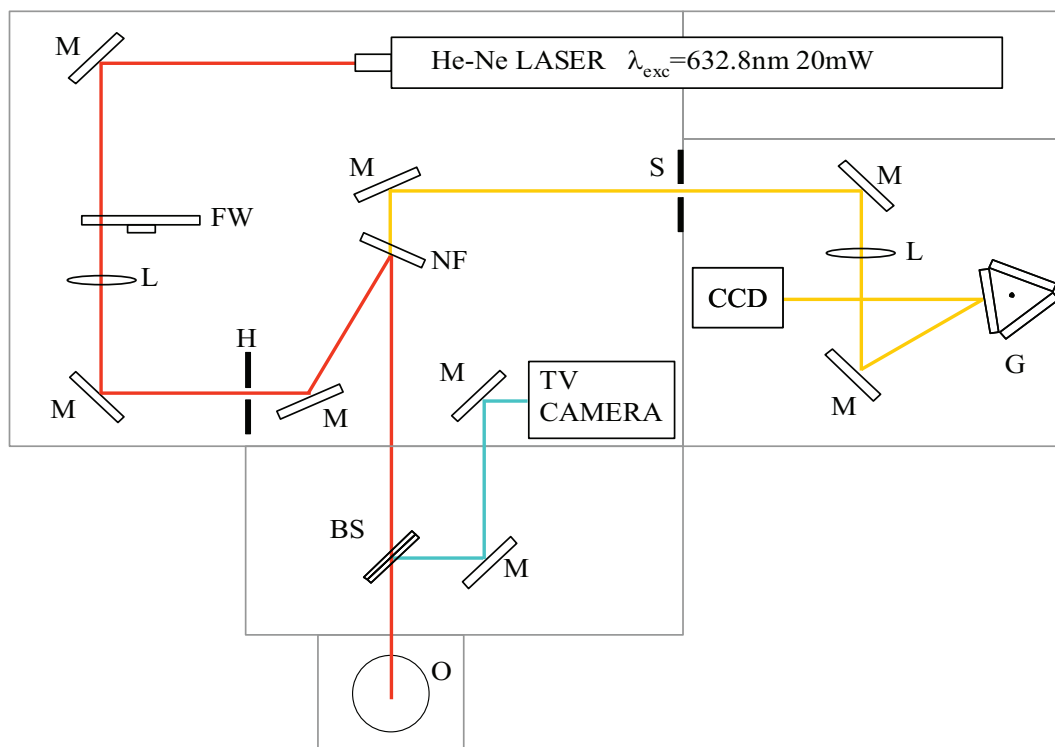 M
He-Ne LASER λexc=632.8nm 20mW
M
S
M
FW
NF
L
L
CCD
H
G
M
M
M
TV
CAMERA
M
M
BS
M
O